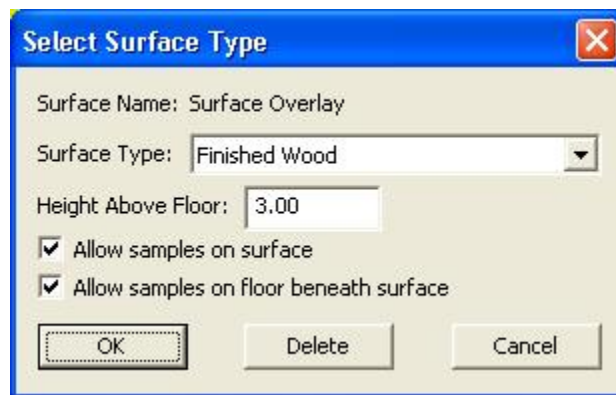 Select Surface Type
Surface Name: Surface Overlay
Surface Type: Finished Wood
Height Above Floor: 3.00
Allow samples on surface
Allow samples on floor beneath surface
OK Delete Cancel